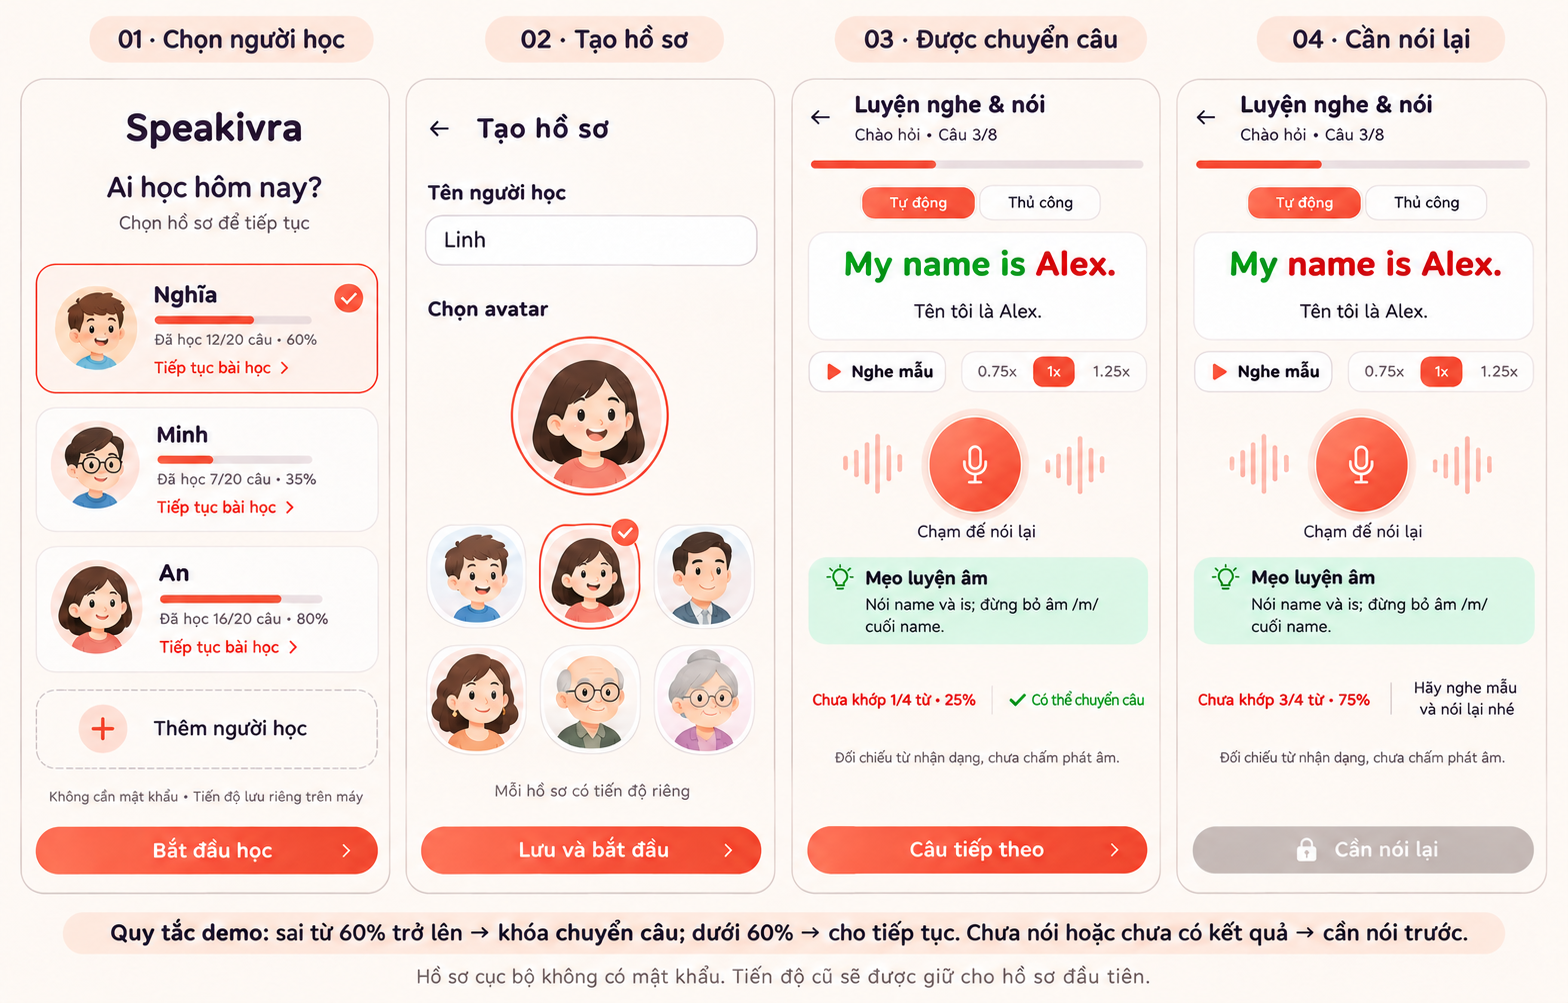 01 · Chọn người học
Speakivra
Ai học hôm nay?
Chọn hồ sơ để tiếp tục
Nghĩa
Đã học 12/20 câu • 60%
Tiếp tục bài học >
Minh
Đã học 7/20 câu • 35%
Tiếp tục bài học >
An
Đã học 16/20 câu • 80%
Tiếp tục bài học >
Thêm người học
Không cần mật khẩu • Tiến độ lưu riêng trên máy
Bắt đầu học
02 · Tạo hồ sơ
← Tạo hồ sơ
Tên người học
Linh
Chọn avatar
Mỗi hồ sơ có tiến độ riêng
Lưu và bắt đầu
03 · Được chuyển câu
Luyện nghe & nói
Chào hỏi • Câu 3/8
Tự động
Thủ công
My name is Alex.
Tên tôi là Alex.
Nghe mẫu
0.75x
1x
1.25x
Chạm để nói lại
Mẹo luyện âm
Nói name và is; đừng bỏ âm /m/
cuối name.
Chưa khớp 1/4 từ • 25%
Có thể chuyển câu
Đối chiếu từ nhận dạng, chưa chấm phát âm.
Câu tiếp theo
04 · Cần nói lại
Luyện nghe & nói
Chào hỏi • Câu 3/8
Tự động
Thủ công
My name is Alex.
Tên tôi là Alex.
Nghe mẫu
0.75x
1x
1.25x
Chạm để nói lại
Mẹo luyện âm
Nói name và is; đừng bỏ âm /m/
cuối name.
Chưa khớp 3/4 từ • 75%
Hãy nghe mẫu
và nói lại nhé
Đối chiếu từ nhận dạng, chưa chấm phát âm.
Cần nói lại
Quy tắc demo: sai từ 60% trở lên → khóa chuyển câu; dưới 60% → cho tiếp tục. Chưa nói hoặc chưa có kết quả → cần nói trước.
Hồ sơ cục bộ không có mật khẩu. Tiến độ cũ sẽ được giữ cho hồ sơ đầu tiên.